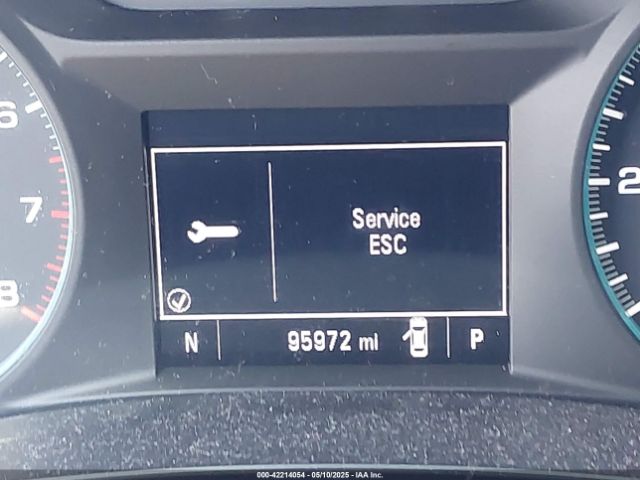 6
7
8
2
Service
ESC
N
95972 mi
P
000-42214054 - 05/10/2025 - IAA Inc.